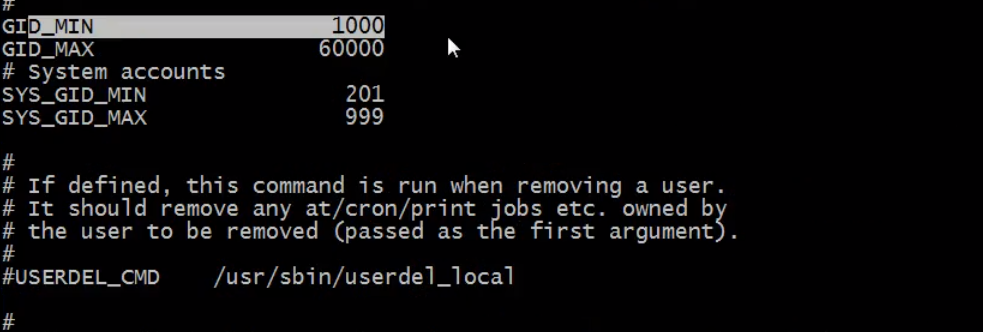 #
GID_MIN                  1000
GID_MAX                 60000
# System accounts
SYS_GID_MIN               201
SYS_GID_MAX               999

#
# If defined, this command is run when removing a user.
# It should remove any at/cron/print jobs etc. owned by
# the user to be removed (passed as the first argument).
#
#USERDEL_CMD    /usr/sbin/userdel_local

#